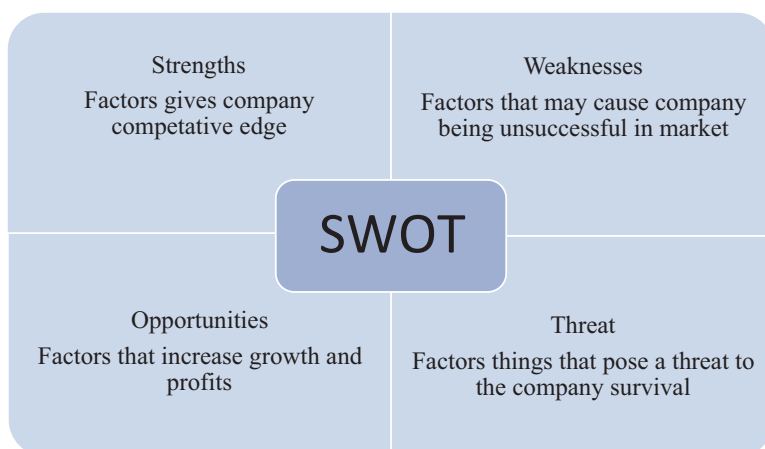 Strengths
Factors gives company
competative edge
Weaknesses
Factors that may cause company
being unsuccessful in market
SWOT
Opportunities
Factors that increase growth and
profits
Threat
Factors things that pose a threat to
the company survival